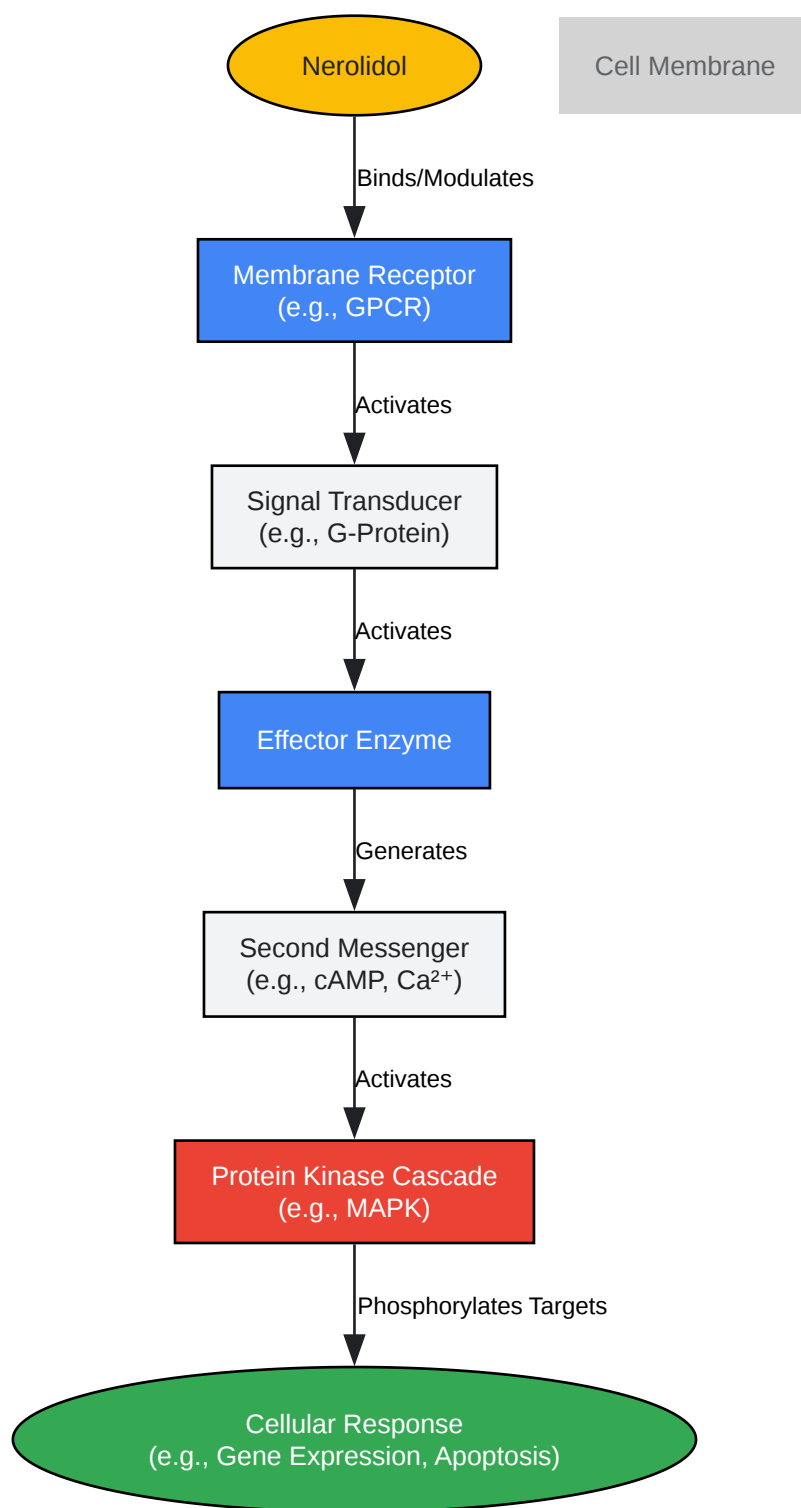 Nerolidol
Cell Membrane
Binds/Modulates
Membrane Receptor
(e.g., GPCR)
Activates
Signal Transducer
(e.g., G-Protein)
Activates
Effector Enzyme
Generates
Second Messenger
(e.g., cAMP, Ca²⁺)
Activates
Protein Kinase Cascade
(e.g., MAPK)
Phosphorylates Targets
Cellular Response
(e.g., Gene Expression, Apoptosis)